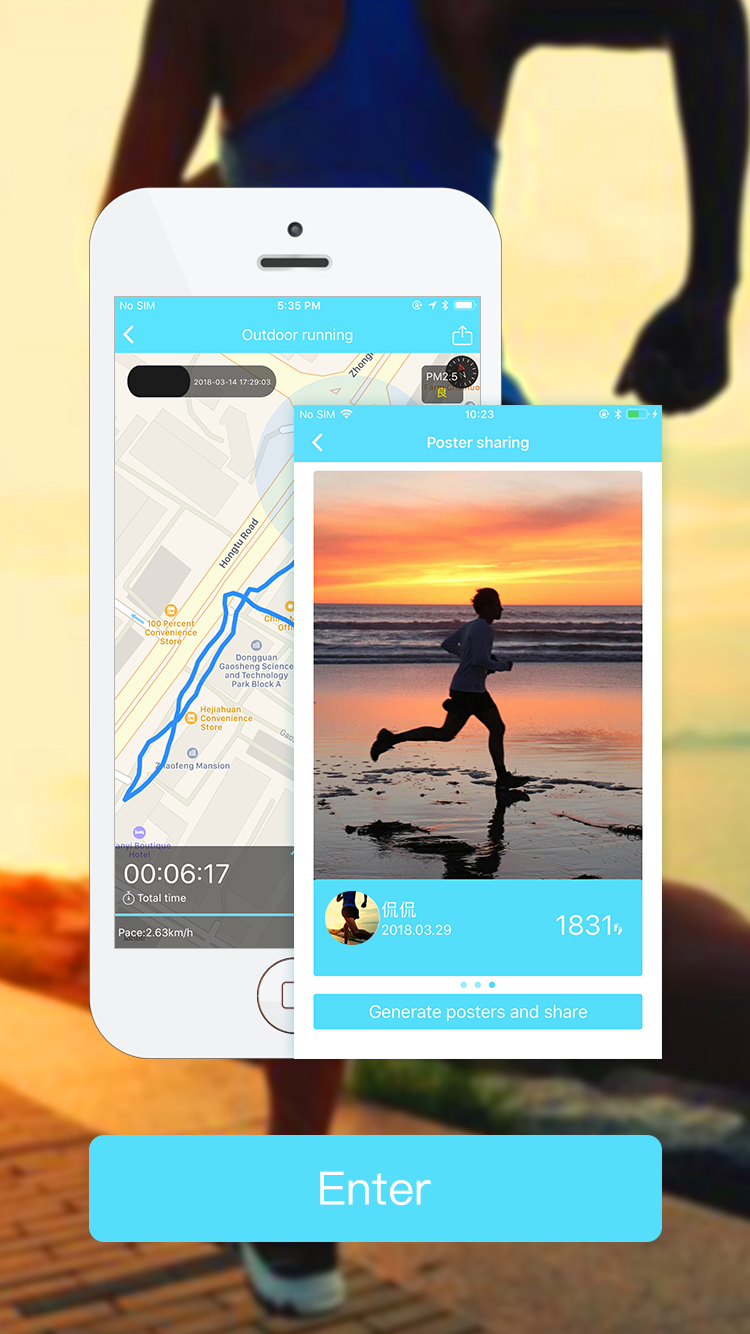 No SIM
5:35 PM
Outdoor running
2018-03-14 17:29:03
PM2.5
良
Hongtu Road
100 Percent
Convenience
Store
Dongguan
Gaosheng Science
and Technology
Park Block A
Hejiahuan
Convenience
Store
Zhaofeng Mansion
Boutique
Hotel
00:06:17
Total time
Pace:2.63km/h
No SIM
10:23
Poster sharing
侃侃
2018.03.29
1831
Generate posters and share
Enter